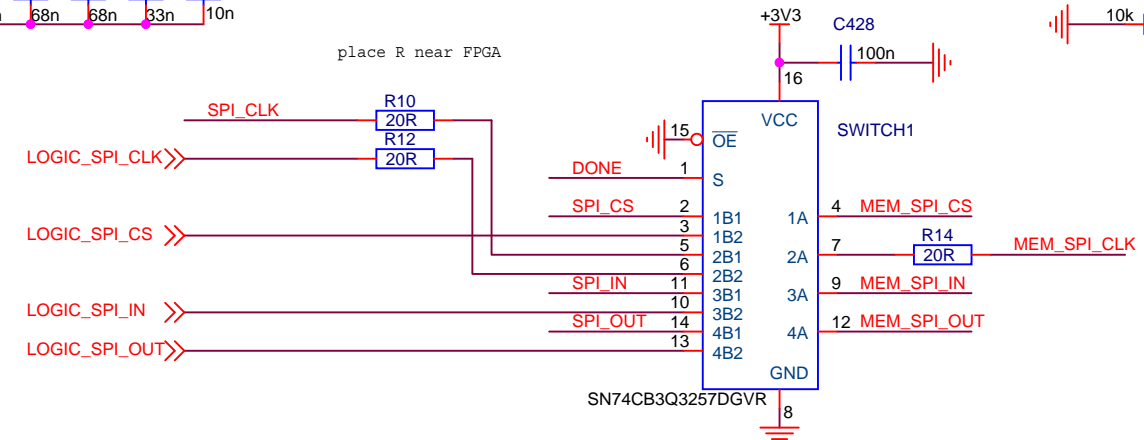 68n 68n 33n 10n
+3V3
C428
10k
place R near FPGA
100n
16
SPI_CLK
R10
20R
VCC
SWITCH1
15
OE
R12
LOGIC_SPI_CLK
20R
DONE
1
S
SPI_CS
2
1B1
1A
4
MEM_SPI_CS
LOGIC_SPI_CS
3
1B2
R14
5
2B1
2A
7
20R
MEM_SPI_CLK
6
2B2
SPI_IN
11
3B1
3A
9
MEM_SPI_IN
LOGIC_SPI_IN
10
3B2
SPI_OUT
14
4B1
4A
12
MEM_SPI_OUT
LOGIC_SPI_OUT
13
4B2
GND
SN74CB3Q3257DGVR
8